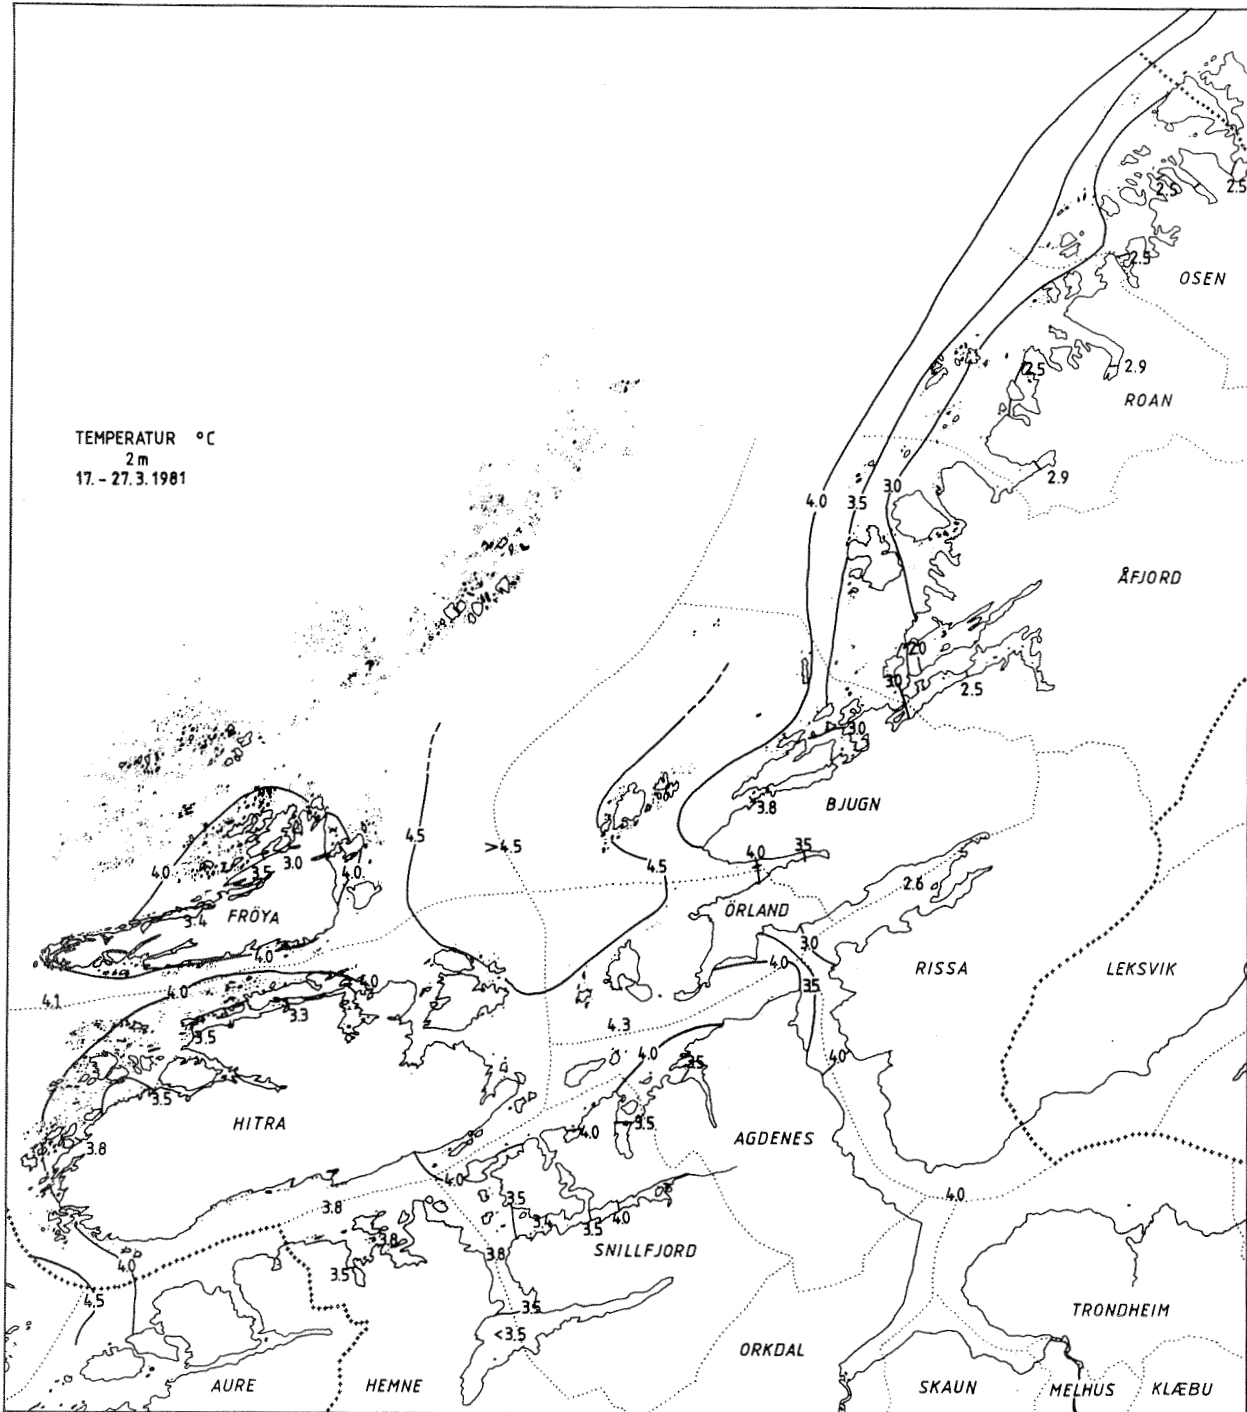 2.5
2.5
2.5
OSEN
2.5
2.9
ROAN
TEMPERATUR °C
2m
17. - 27.3.1981
2.9
4.0
3.5
3.0
ÅFJORD
2.0
3.0
2.5
3.0
3.8
BJUGN
4.5
>4.5
4.0
3.5
4.0
3.5
3.0
4.0
4.5
2.6
3.4
FRÖYA
ÖRLAND
3.0
4.0
4.0
RISSA
LEKSVIK
4.1
4.0
4.0
3.5
3.3
3.5
4.3
4.0
3.5
4.0
3.5
HITRA
3.5
4.0
AGDENES
3.8
4.0
3.8
3.5
3.4
3.5
4.0
4.0
3.8
3.8
SNILLFJORD
4.0
3.5
4.5
3.5
<3.5
TRONDHEIM
ORKDAL
AURE
HEMNE
SKAUN
MELHUS
KLÆBU